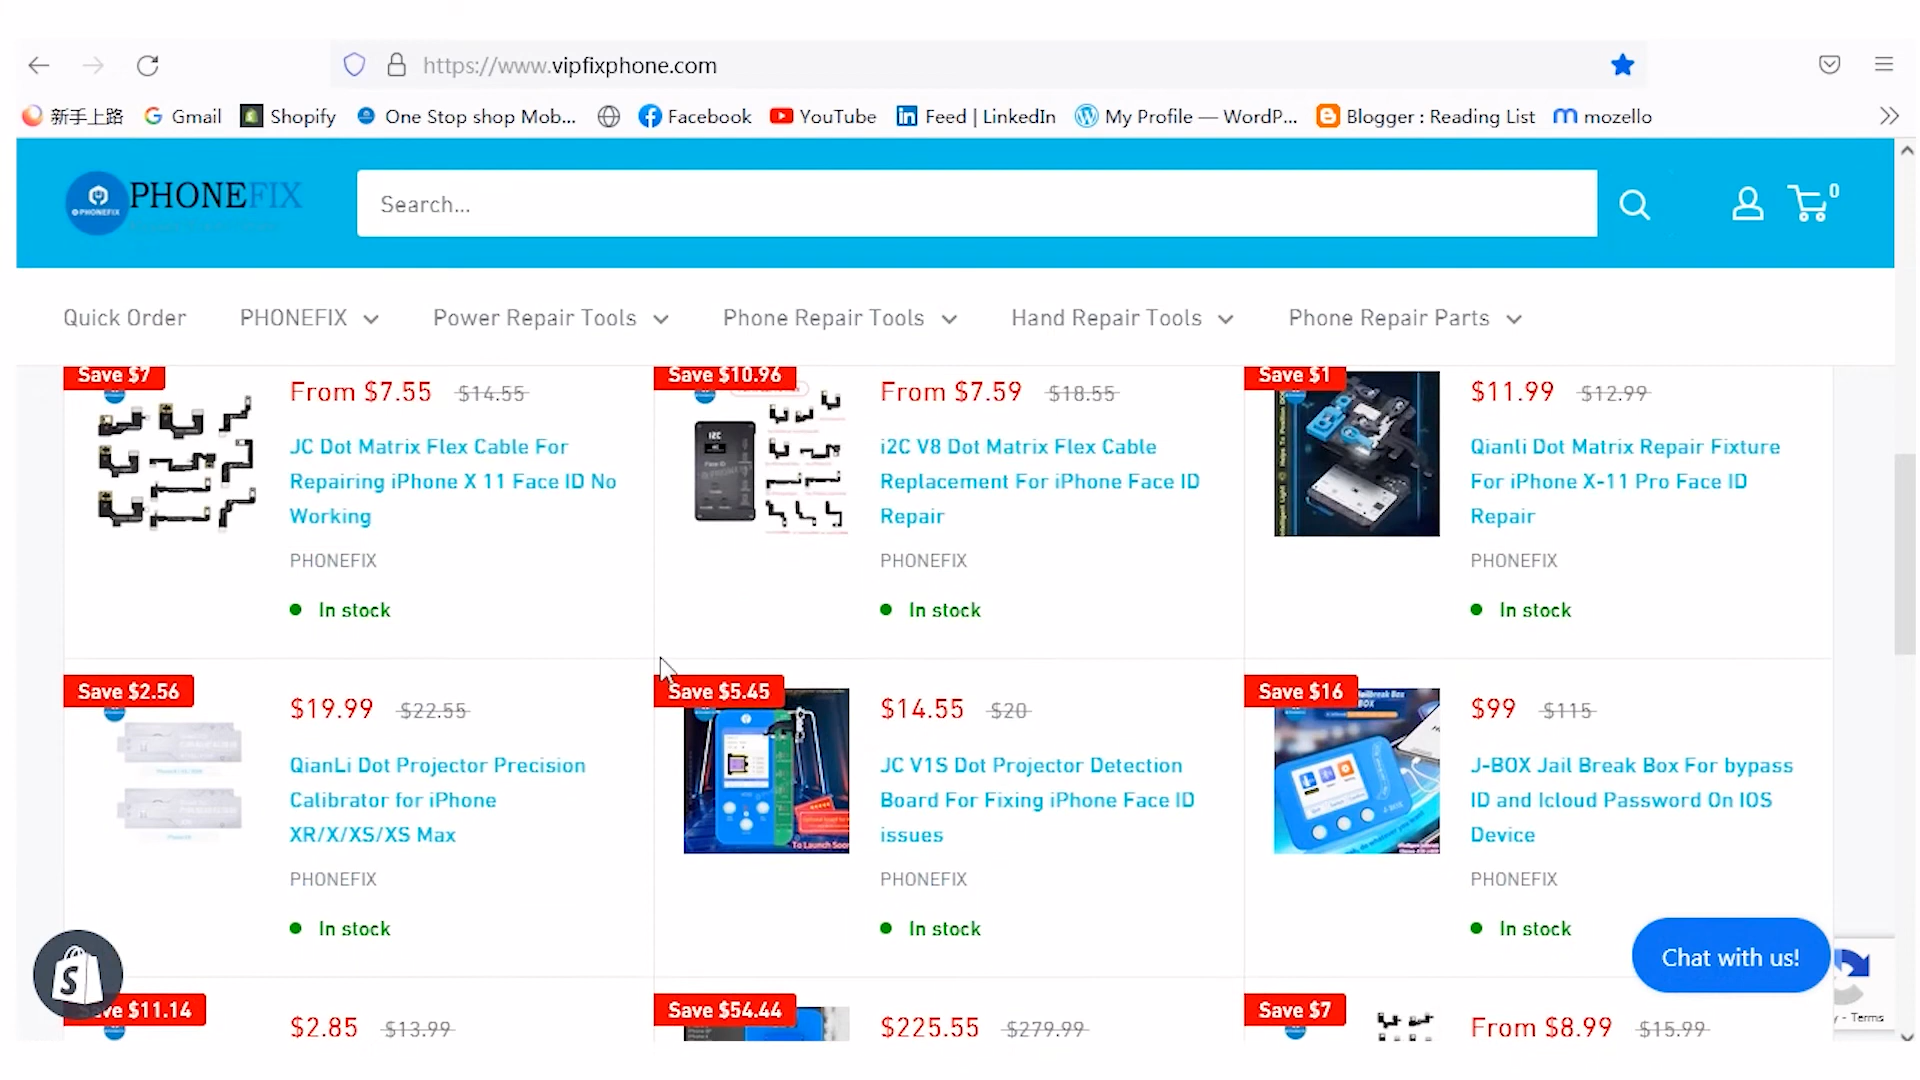 https://www.vipfixphone.com
新手上路 Gmail Shopify One Stop shop Mob... Facebook YouTube Feed | LinkedIn My Profile — WordP... Blogger : Reading List mozello
PHONEFIX
PHONEFIX
Search...
0
Quick Order PHONEFIX Power Repair Tools Phone Repair Tools Hand Repair Tools Phone Repair Parts
Save $7
From $7.55 $14.55
JC Dot Matrix Flex Cable For
Repairing iPhone X 11 Face ID No
Working
PHONEFIX
In stock
Save $10.96
i2C
From $7.59 $18.55
i2C V8 Dot Matrix Flex Cable
Replacement For iPhone Face ID
Repair
PHONEFIX
In stock
Save $1
$11.99 $12.99
Qianli Dot Matrix Repair Fixture
For iPhone X-11 Pro Face ID
Repair
PHONEFIX
In stock
Save $2.56
$19.99 $22.55
QianLi Dot Projector Precision
Calibrator for iPhone
XR/X/XS/XS Max
PHONEFIX
In stock
Save $5.45
To Launch Soon
$14.55 $20
JC V1S Dot Projector Detection
Board For Fixing iPhone Face ID
issues
PHONEFIX
In stock
Save $16
$99 $115
J-BOX Jail Break Box For bypass
ID and Icloud Password On IOS
Device
PHONEFIX
In stock
Chat with us!
- Terms
ve $11.14
$2.85 $13.99
Save $54.44
$225.55 $279.99
Save $7
From $8.99 $15.99